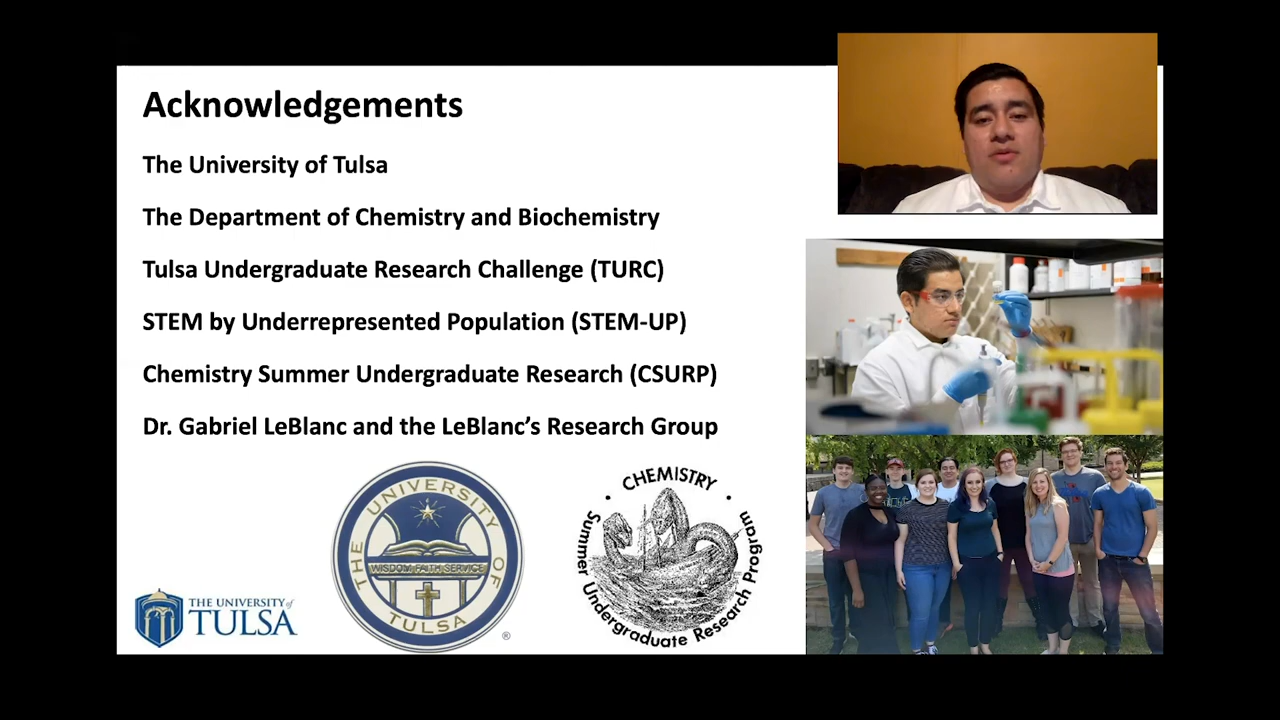 Acknowledgements
The University of Tulsa
The Department of Chemistry and Biochemistry
Tulsa Undergraduate Research Challenge (TURC)
STEM by Underrepresented Population (STEM-UP)
Chemistry Summer Undergraduate Research (CSURP)
Dr. Gabriel LeBlanc and the LeBlanc’s Research Group
THE UNIVERSITY of
TULSA
THE UNIVERSITY OF TULSA
WISDOM FAITH SERVICE
®
• CHEMISTRY •
Summer Undergraduate Research Program